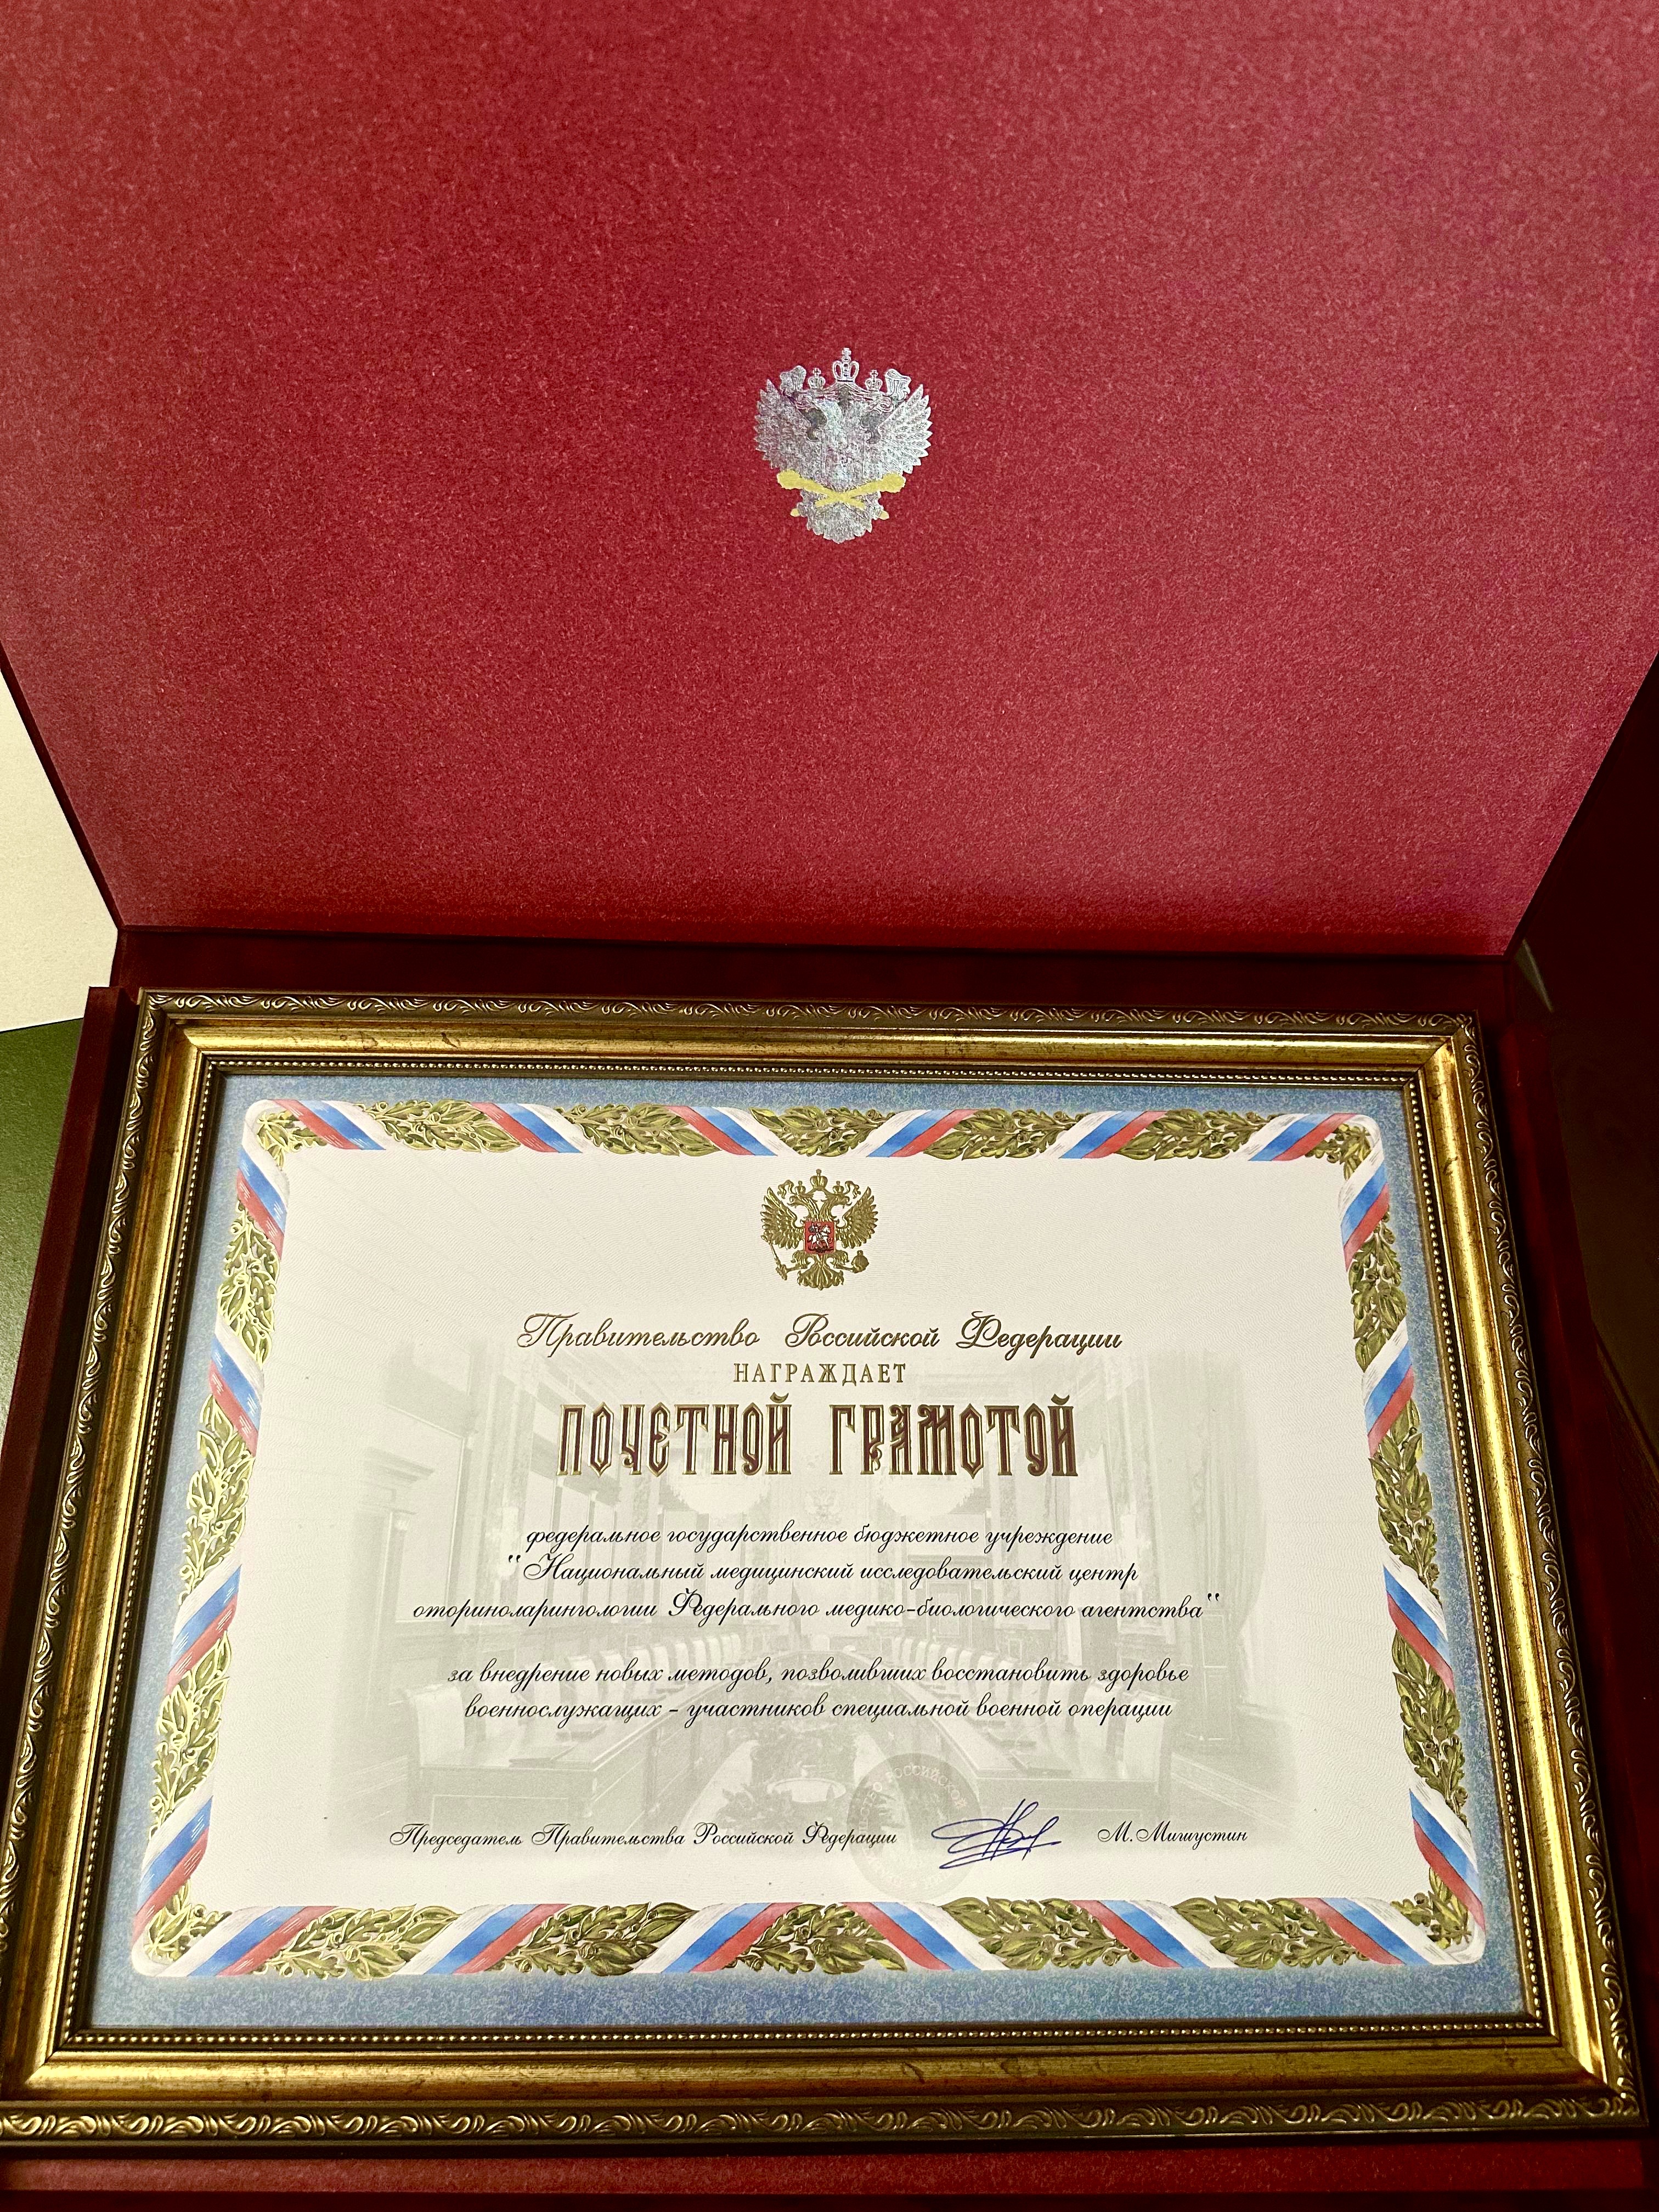 Правительство Российской Федерации
НАГРАЖДАЕТ
ПОЧЕТНОЙ ГРАМОТОЙ
федеральное государственное бюджетное учреждение
"Национальный медицинский исследовательский центр
оториноларингологии Федерального медико-биологического агентства"
за внедрение новых методов, позволивших восстановить здоровье
военнослужащих - участников специальной военной операции
РОССИЙСКОЙ
Председатель Правительства Российской Федерации М.Мишустин